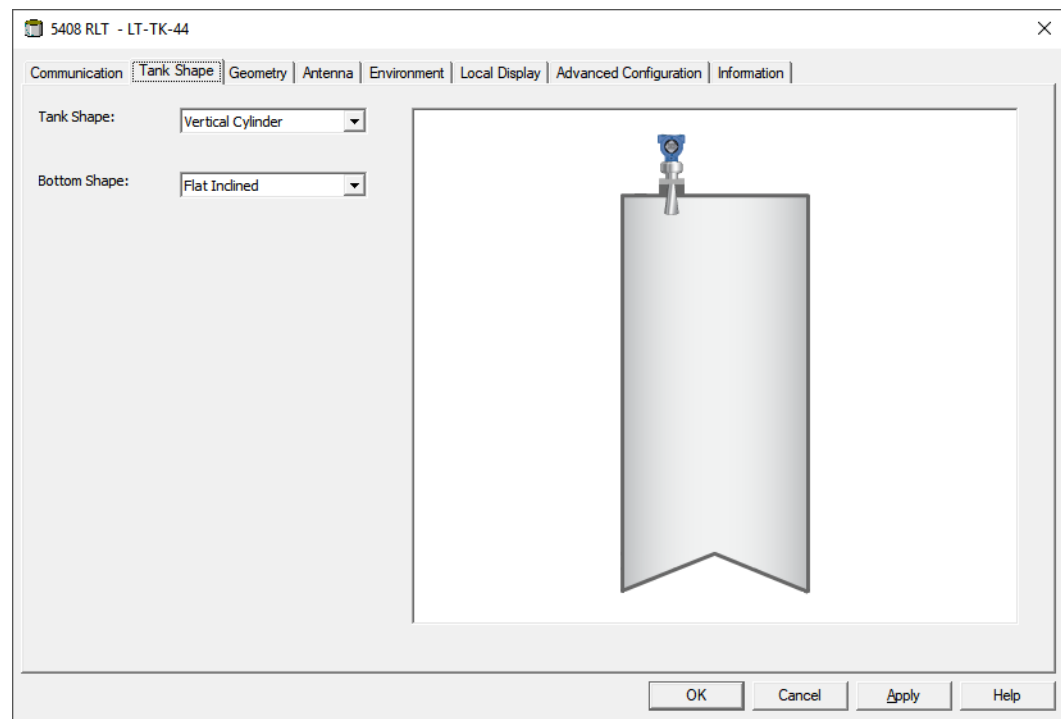 5408 RLT - LT-TK-44
Communication Tank Shape Geometry Antenna Environment Local Display Advanced Configuration Information
Tank Shape: Vertical Cylinder
Bottom Shape: Flat Inclined
OK Cancel Apply Help